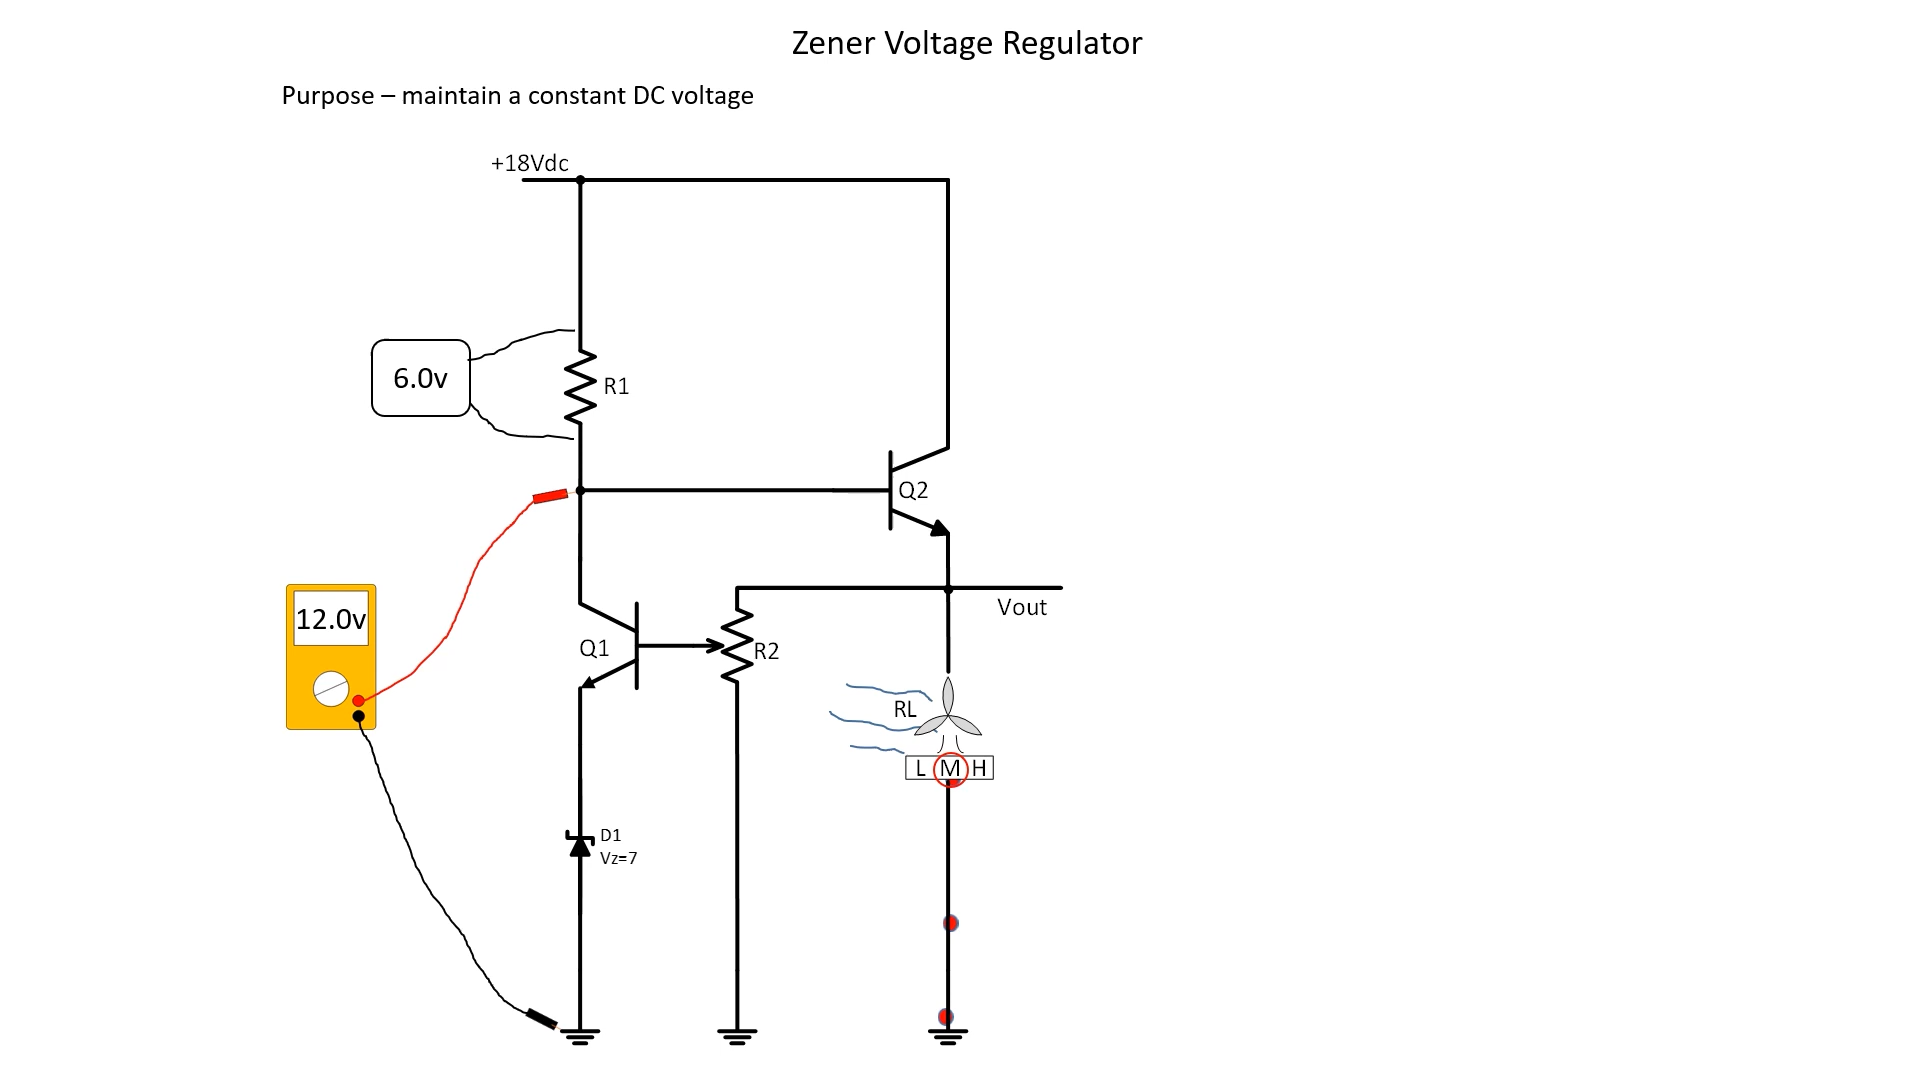 Zener Voltage Regulator
Purpose – maintain a constant DC voltage
+18Vdc
6.0v
R1
Q2
12.0v
Vout
Q1
R2
RL
L M H
D1
Vz=7